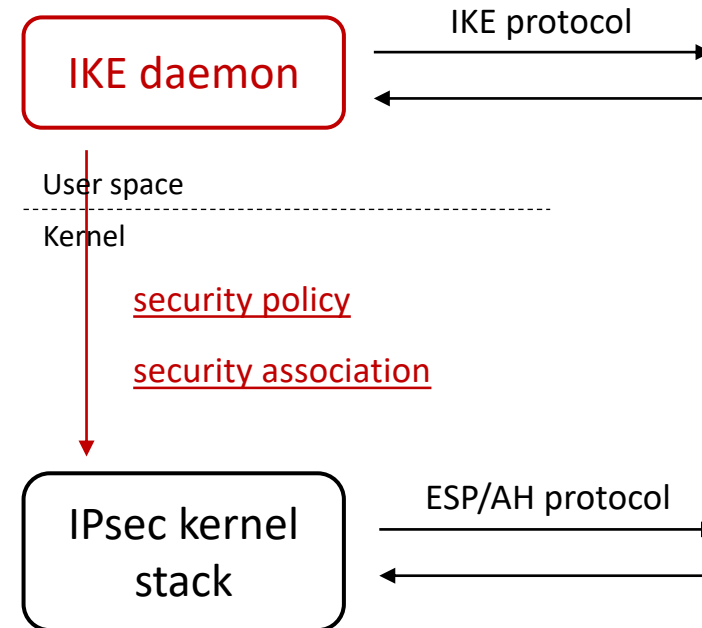 IKE protocol
IKE daemon
User space
Kernel
security policy
security association
ESP/AH protocol
IPsec kernel
stack